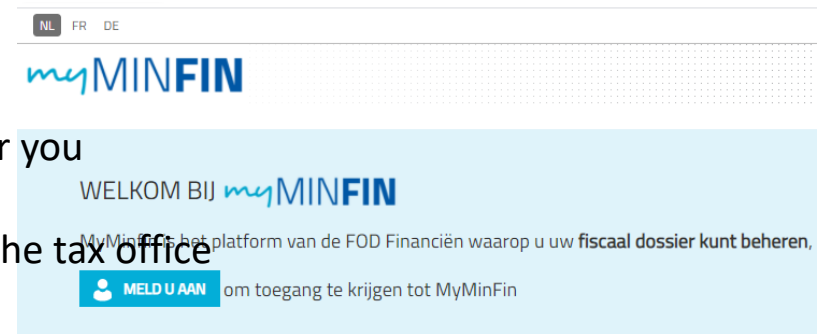 NL FR DE
myMINFIN
r you
WELKOM BIJ myMINFIN
MyMinfin is het platform van de FOD Financiën waarop u uw fiscaal dossier kunt beheren,
he tax office
MELD U AAN om toegang te krijgen tot MyMinFin